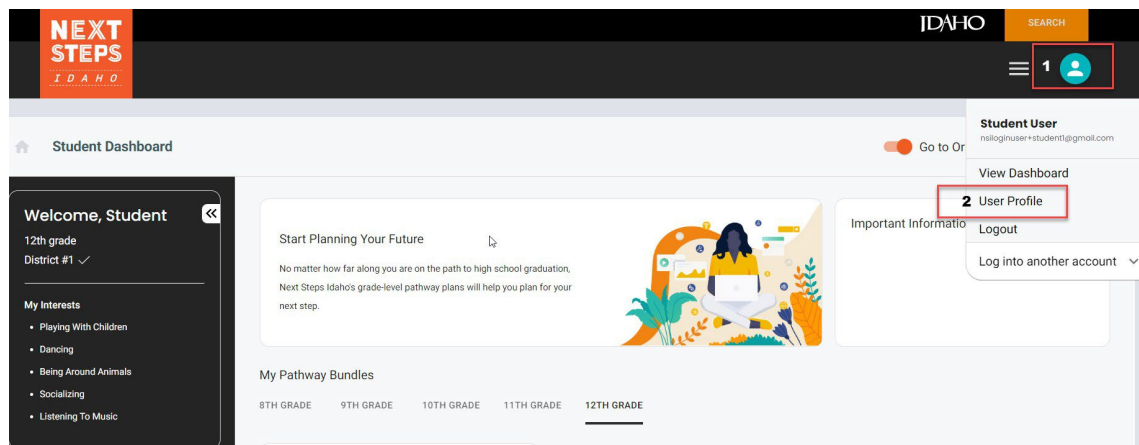 NEXT
STEPS
IDAHO
IDAHO
SEARCH
1
Student User
nsiloginuser+student1@gmail.com
View Dashboard
2 User Profile
Logout
Log into another account
Student Dashboard
Go to Or
Welcome, Student
12th grade
District #1
My Interests
• Playing With Children
• Dancing
• Being Around Animals
• Socializing
• Listening To Music
Start Planning Your Future
No matter how far along you are on the path to high school graduation,
Next Steps Idaho's grade-level pathway plans will help you plan for your
next step.
Important Informatio
My Pathway Bundles
8TH GRADE 9TH GRADE 10TH GRADE 11TH GRADE 12TH GRADE